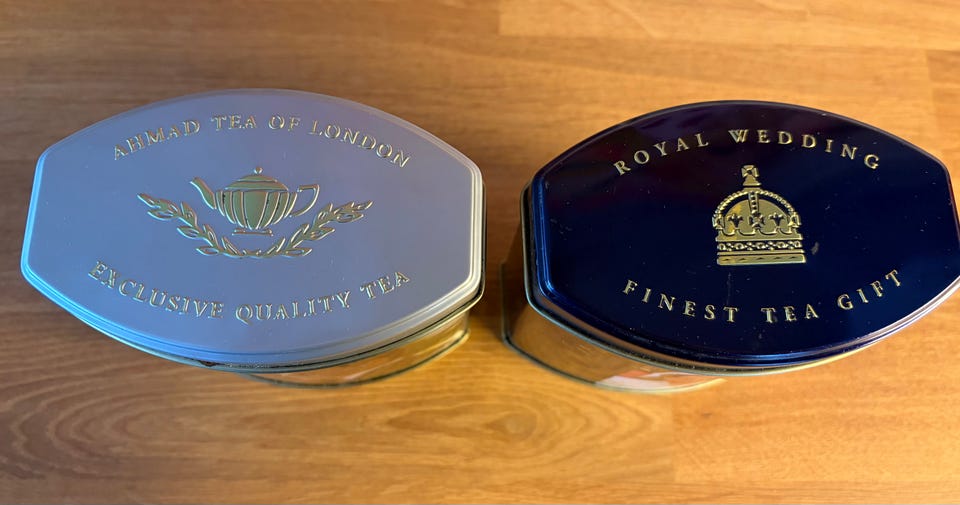 AHMAD TEA OF LONDON
EXCLUSIVE QUALITY TEA
ROYAL WEDDING
FINEST TEA GIFT